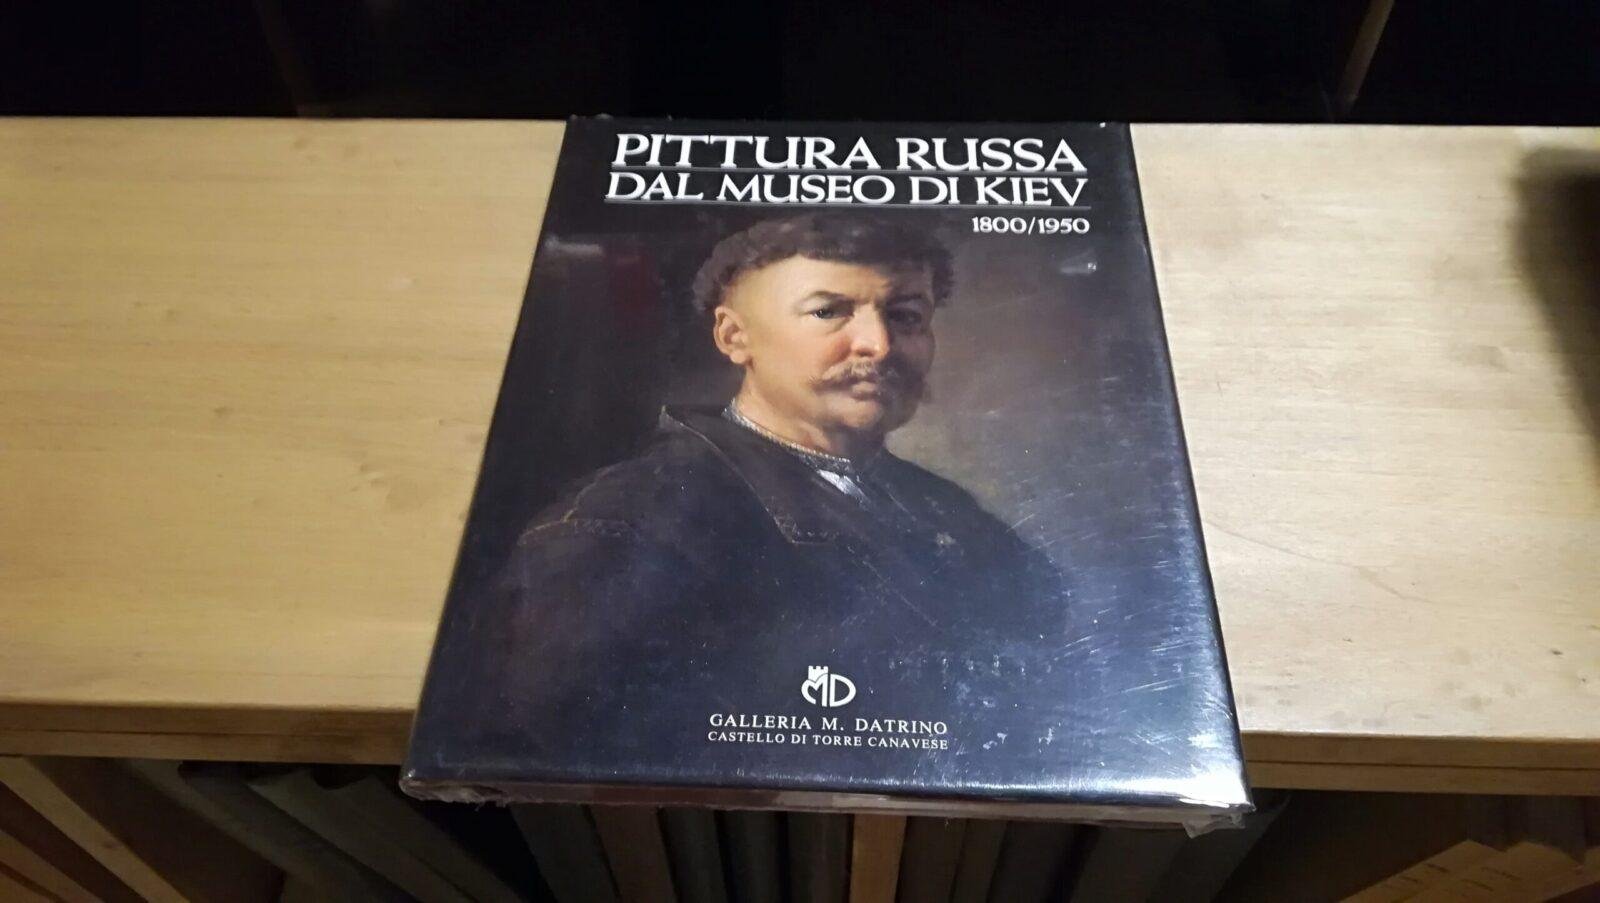 PITTURA RUSSA
DAL MUSEO DI KIEV
1800/1950
MD
GALLERIA M. DATRINO
CASTELLO DI TORRE CANAVESE